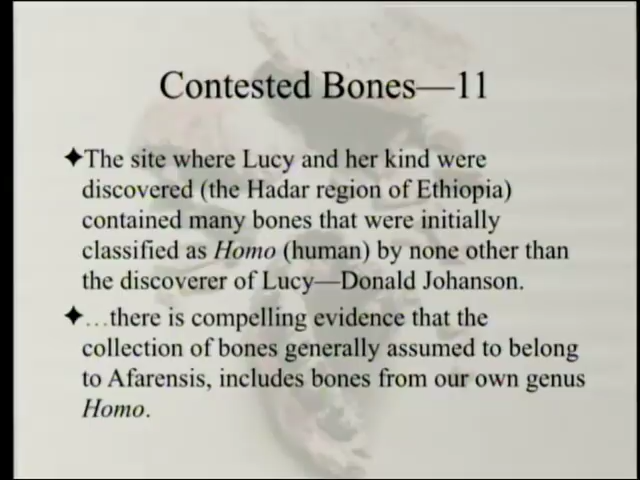 Contested Bones—11
✦The site where Lucy and her kind were
discovered (the Hadar region of Ethiopia)
contained many bones that were initially
classified as Homo (human) by none other than
the discoverer of Lucy—Donald Johanson.
✦…there is compelling evidence that the
collection of bones generally assumed to belong
to Afarensis, includes bones from our own genus
Homo.